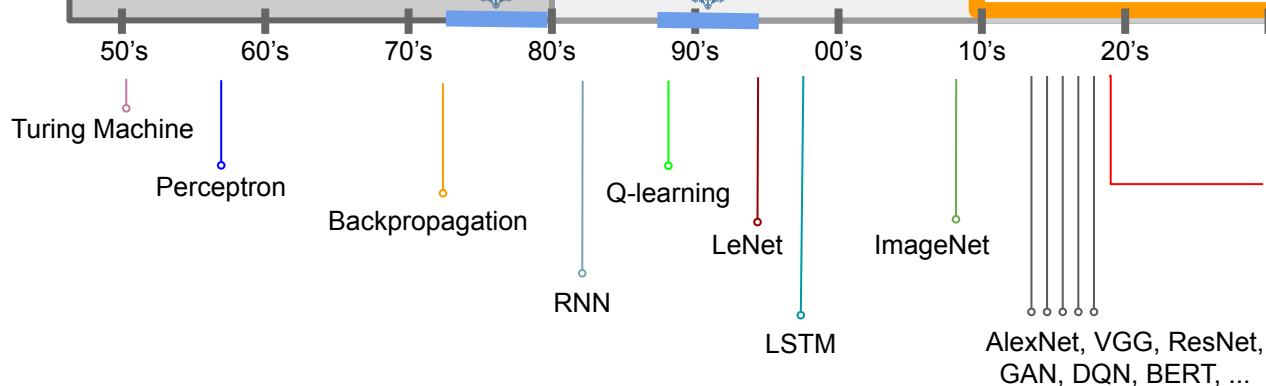 50's 60's 70's 80's 90's 00's 10's 20's
Turing Machine
Perceptron
Backpropagation
RNN
Q-learning
LeNet
LSTM
ImageNet
AlexNet, VGG, ResNet,
GAN, DQN, BERT, ...